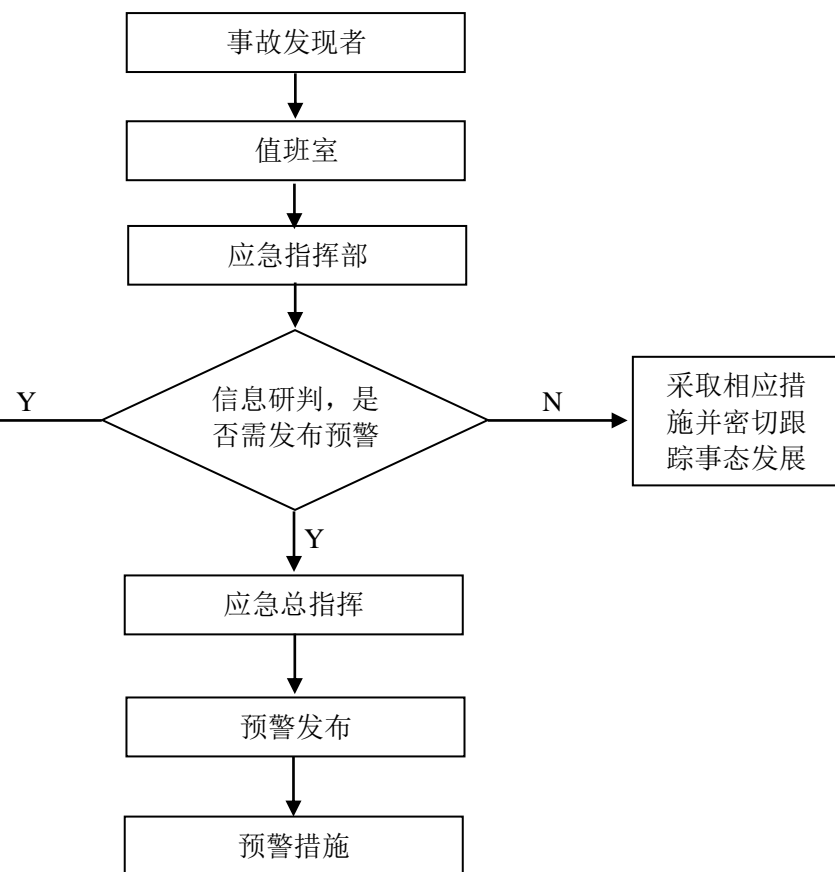 事故发现者
值班室
应急指挥部
信息研判，是
否需发布预警
Y
N
采取相应措
施并密切跟
踪事态发展
Y
应急总指挥
预警发布
预警措施